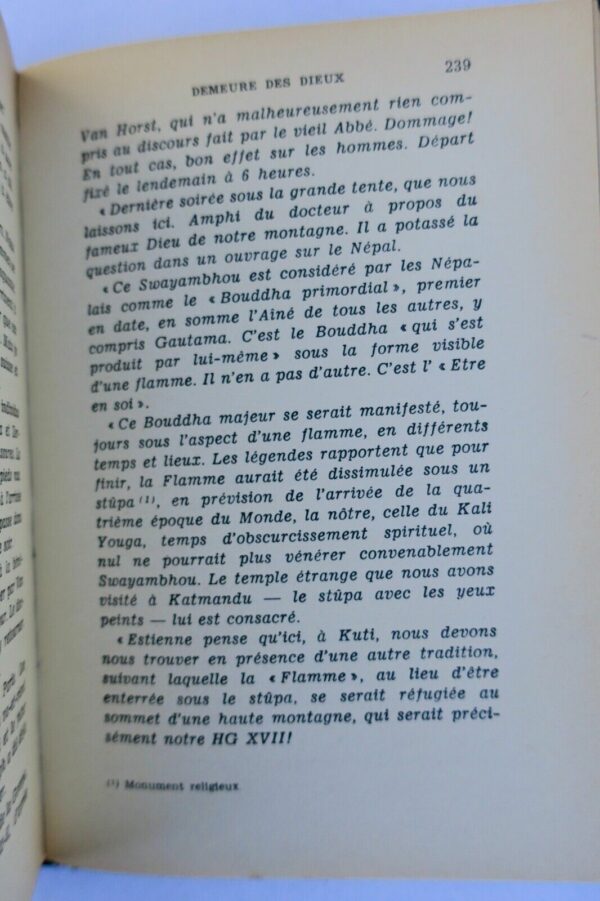 DEMEURE DES DIEUX 239
Van Horst, qui n'a malheureusement rien com-
pris au discours fait par le vieil Abbé. Dommage!
En tout cas, bon effet sur les hommes. Départ
fixé le lendemain à 6 heures.
« Dernière soirée sous la grande tente, que nous
laissons ici. Amphi du docteur à propos du
fameux Dieu de notre montagne. Il a potassé la
question dans un ouvrage sur le Népal.
« Ce Swayambhou est considéré par les Népa-
lais comme le « Bouddha primordial », premier
en date, en somme l'Aîné de tous les autres, y
compris Gautama. C'est le Bouddha « qui s'est
produit par lui-même » sous la forme visible
d'une flamme. Il n'en a pas d'autre. C'est l' « Etre
en soi ».
« Ce Bouddha majeur se serait manifesté, tou-
jours sous l'aspect d'une flamme, en différents
temps et lieux. Les légendes rapportent que pour
finir, la Flamme aurait été dissimulée sous un
stûpa (1), en prévision de l'arrivée de la qua-
trième époque du Monde, la nôtre, celle du Kali
Youga, temps d'obscurcissement spirituel, où
nul ne pourrait plus vénérer convenablement
Swayambhou. Le temple étrange que nous avons
visité à Katmandu — le stûpa avec les yeux
peints — lui est consacré.
« Estienne pense qu'ici, à Kuti, nous devons
nous trouver en présence d'une autre tradition,
suivant laquelle la « Flamme », au lieu d'être
enterrée sous le stûpa, se serait réfugiée au
sommet d'une haute montagne, qui serait préci-
sément notre HG XVII!
(1) Monument religieux